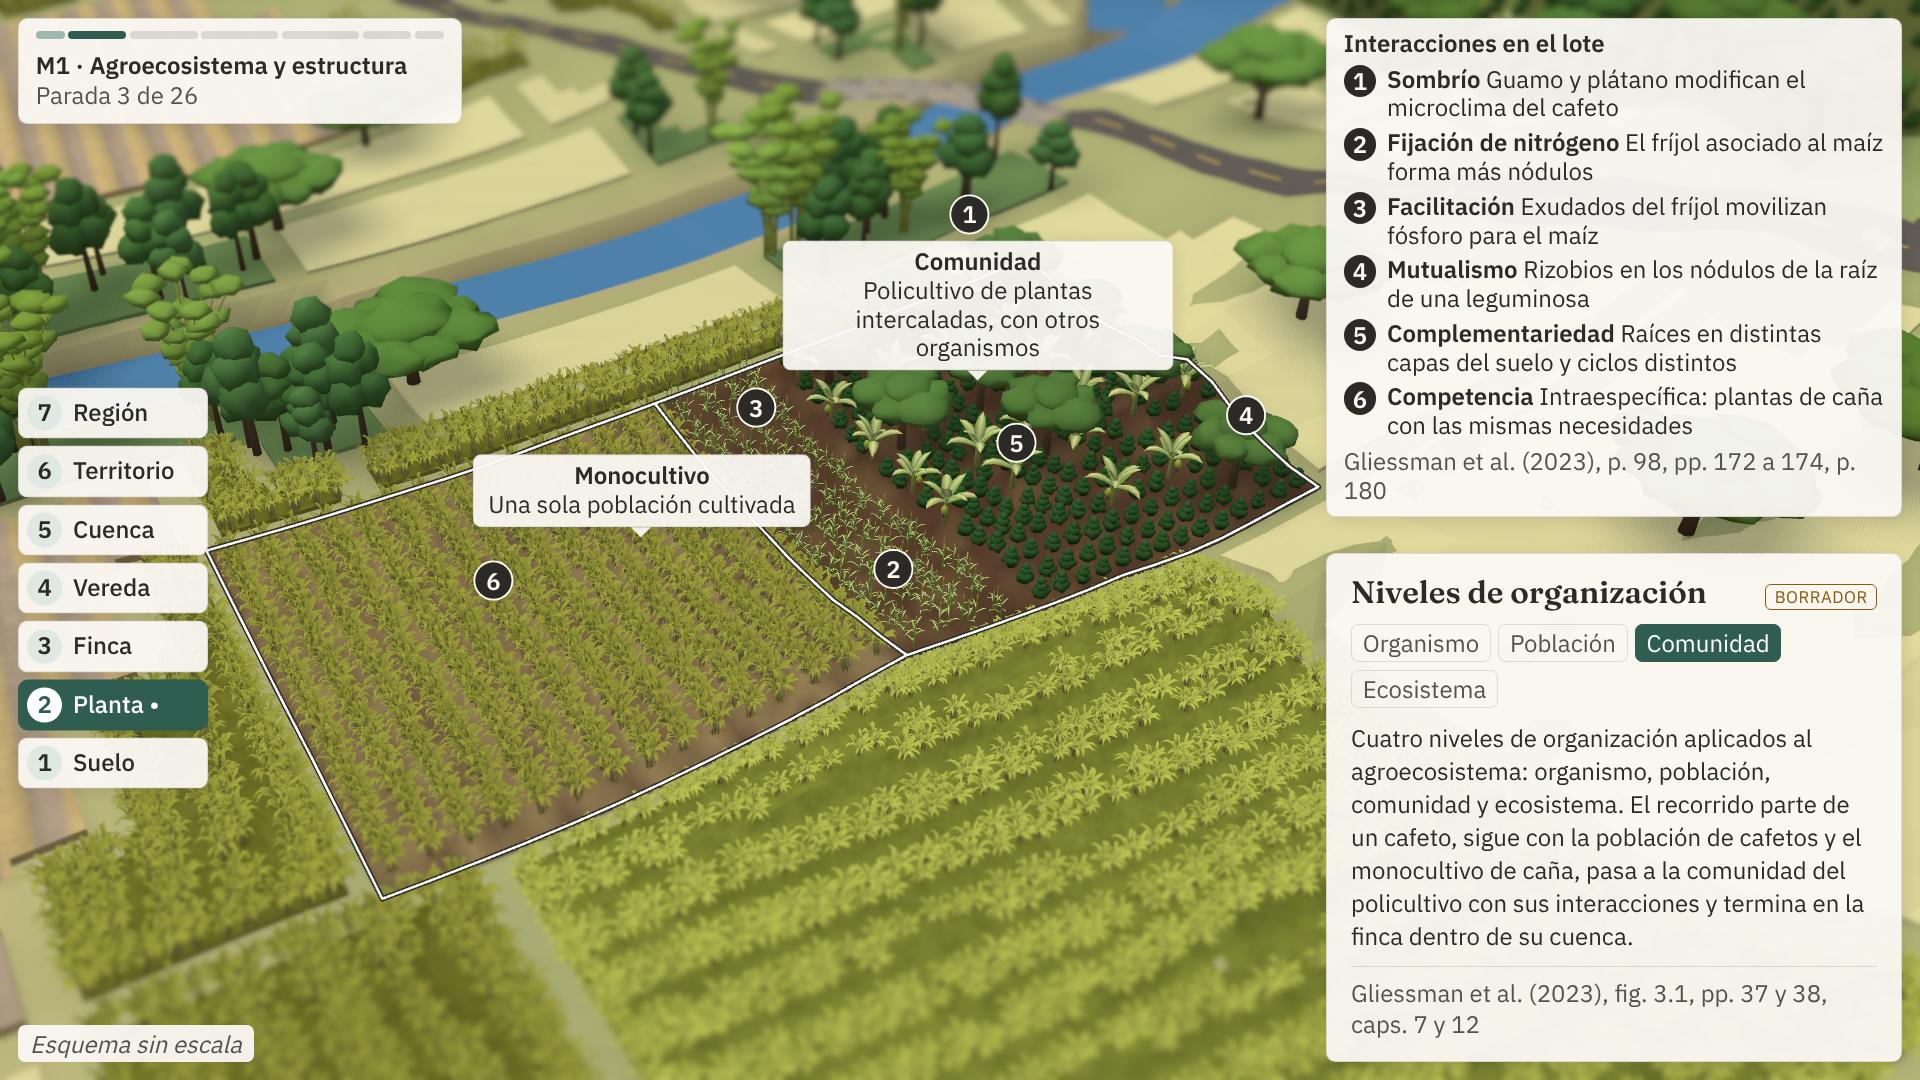 M1 · Agroecosistema y estructura
Parada 3 de 26
7 Región
6 Territorio
5 Cuenca
4 Vereda
3 Finca
2 Planta •
1 Suelo
Esquema sin escala
1
Comunidad
Policultivo de plantas
intercaladas, con otros
organismos
3
4
5
Monocultivo
Una sola población cultivada
2
6
Interacciones en el lote
1 Sombrío Guamo y plátano modifican el
microclima del cafeto
2 Fijación de nitrógeno El fríjol asociado al maíz
forma más nódulos
3 Facilitación Exudados del fríjol movilizan
fósforo para el maíz
4 Mutualismo Rizobios en los nódulos de la raíz
de una leguminosa
5 Complementariedad Raíces en distintas
capas del suelo y ciclos distintos
6 Competencia Intraespecífica: plantas de caña
con las mismas necesidades
Gliessman et al. (2023), p. 98, pp. 172 a 174, p.
180
Niveles de organización
BORRADOR
Organismo Población Comunidad
Ecosistema
Cuatro niveles de organización aplicados al
agroecosistema: organismo, población,
comunidad y ecosistema. El recorrido parte de
un cafeto, sigue con la población de cafetos y el
monocultivo de caña, pasa a la comunidad del
policultivo con sus interacciones y termina en la
finca dentro de su cuenca.
Gliessman et al. (2023), fig. 3.1, pp. 37 y 38,
caps. 7 y 12